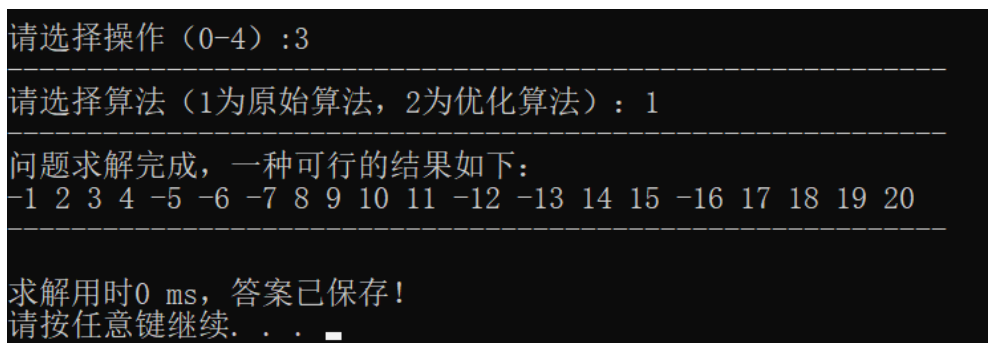 请选择操作（0-4）:3
------------------------------------------------------------
请选择算法（1为原始算法，2为优化算法）: 1
------------------------------------------------------------
问题求解完成，一种可行的结果如下：
-1 2 3 4 -5 -6 -7 8 9 10 11 -12 -13 14 15 -16 17 18 19 20
------------------------------------------------------------
求解用时0 ms，答案已保存！
请按任意键继续. . .